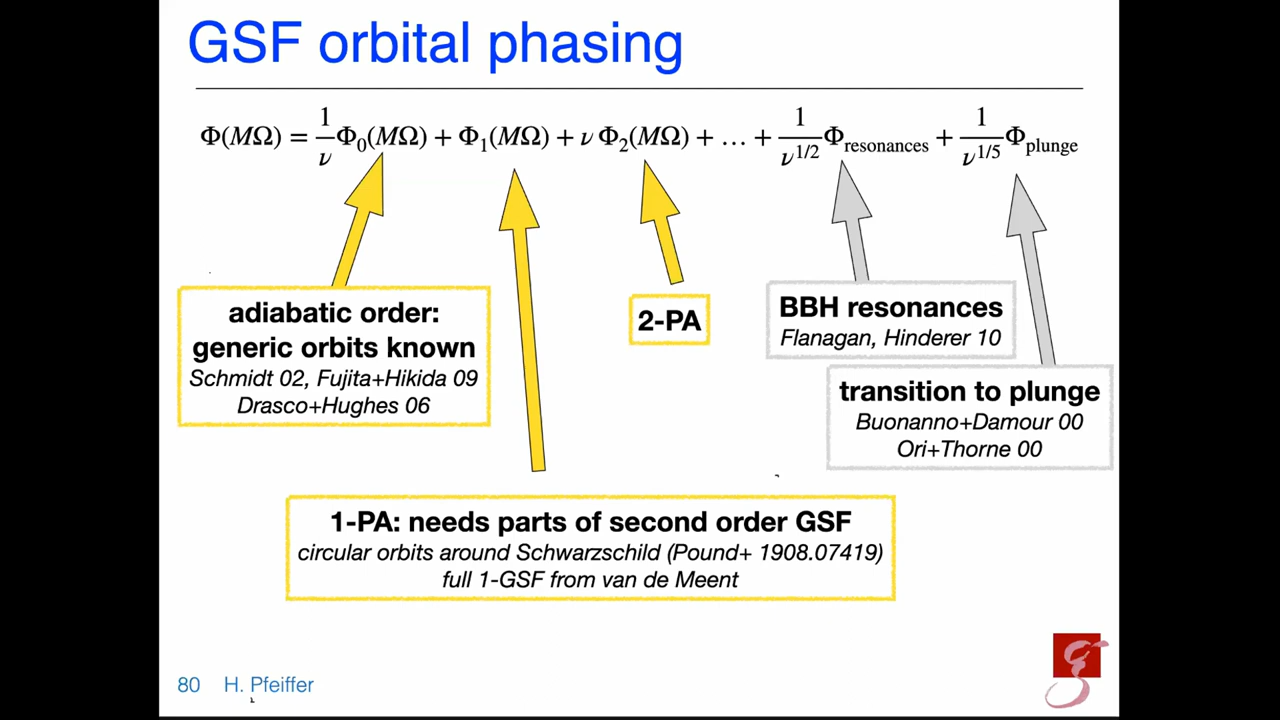 GSF orbital phasing
Φ(MΩ) = 1/ν Φ₀(MΩ) + Φ₁(MΩ) + ν Φ₂(MΩ) + … + 1/ν^{1/2} Φ_resonances + 1/ν^{1/5} Φ_plunge
adiabatic order:
generic orbits known
Schmidt 02, Fujita+Hikida 09
Drasco+Hughes 06
2-PA
BBH resonances
Flanagan, Hinderer 10
transition to plunge
Buonanno+Damour 00
Ori+Thorne 00
1-PA: needs parts of second order GSF
circular orbits around Schwarzschild (Pound+ 1908.07419)
full 1-GSF from van de Meent
80 H. Pfeiffer